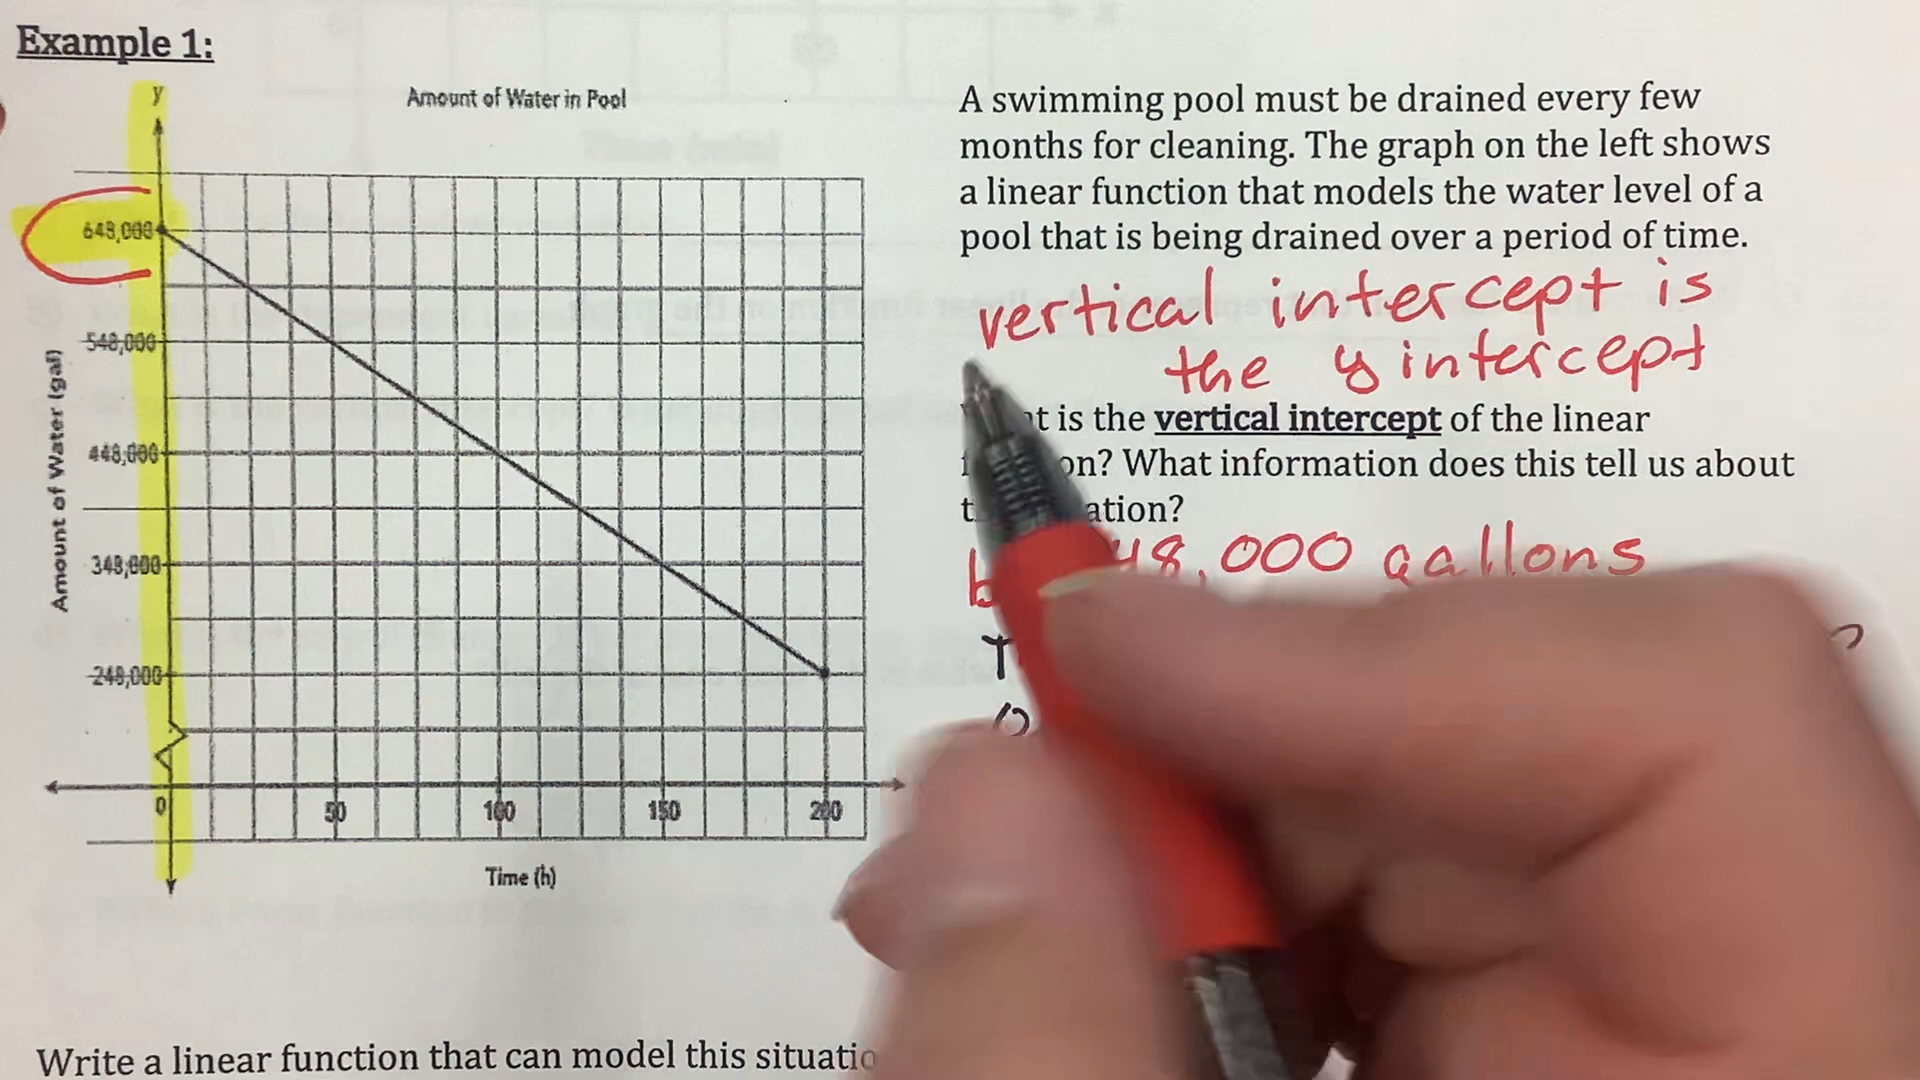 Example 1:
y
Amount of Water in Pool
648,000
548,000
448,000
348,000
248,000
Amount of Water (gal)
0 50 100 150 200
Time (h)
A swimming pool must be drained every few
months for cleaning. The graph on the left shows
a linear function that models the water level of a
pool that is being drained over a period of time.
vertical intercept is
the y intercept
is the vertical intercept of the linear
What information does this tell us about
48,000 gallons
Write a linear function that can model this